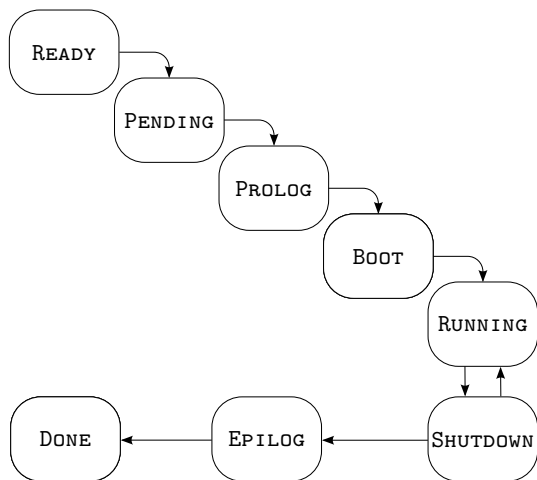 READY
PENDING
PROLOG
BOOT
RUNNING
DONE
EPILOG
SHUTDOWN